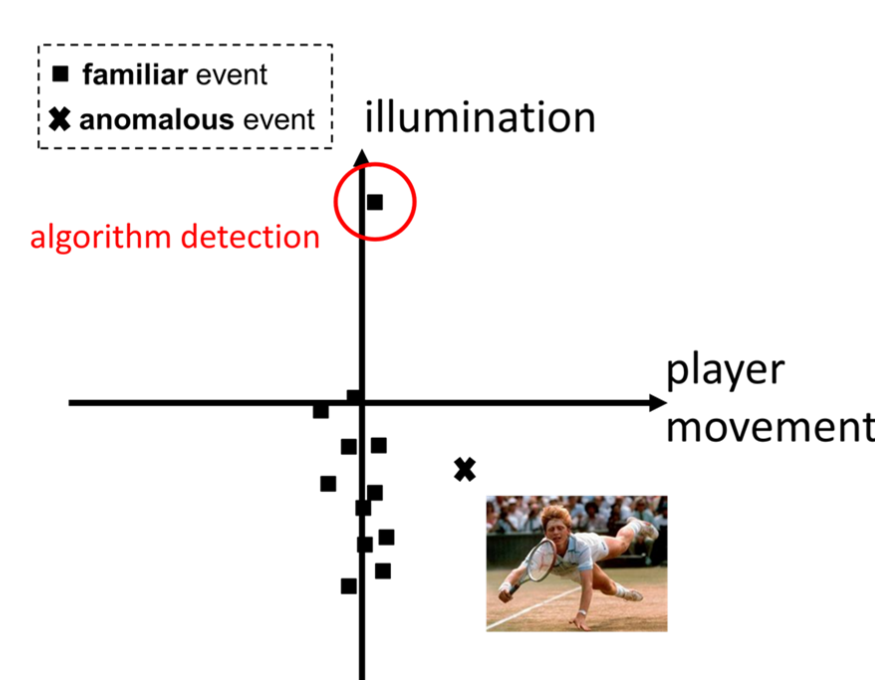 familiar event
anomalous event
illumination
algorithm detection
player
movement